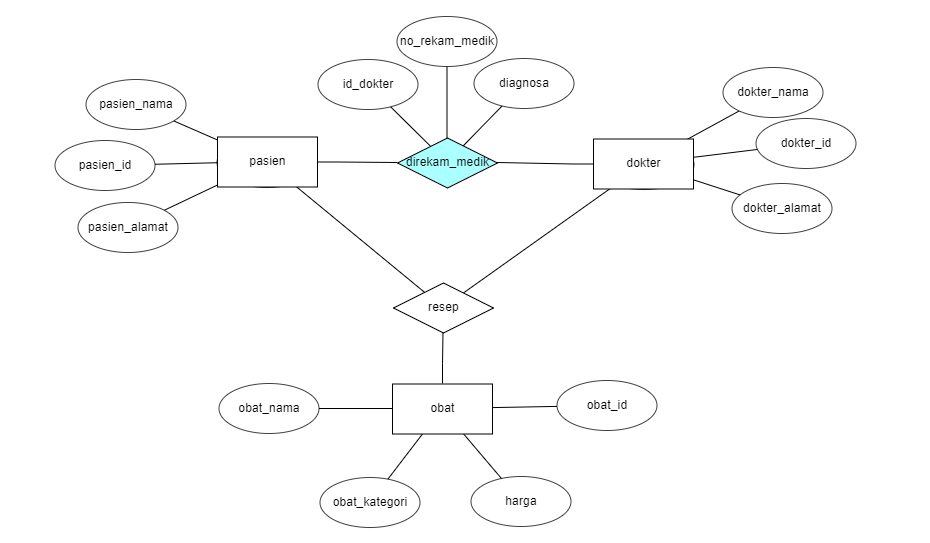 no_rekam_medik
id_dokter
diagnosa
pasien_nama
dokter_nama
pasien_id
pasien
direkam_medik
dokter
dokter_id
pasien_alamat
dokter_alamat
resep
obat_nama
obat
obat_id
obat_kategori
harga